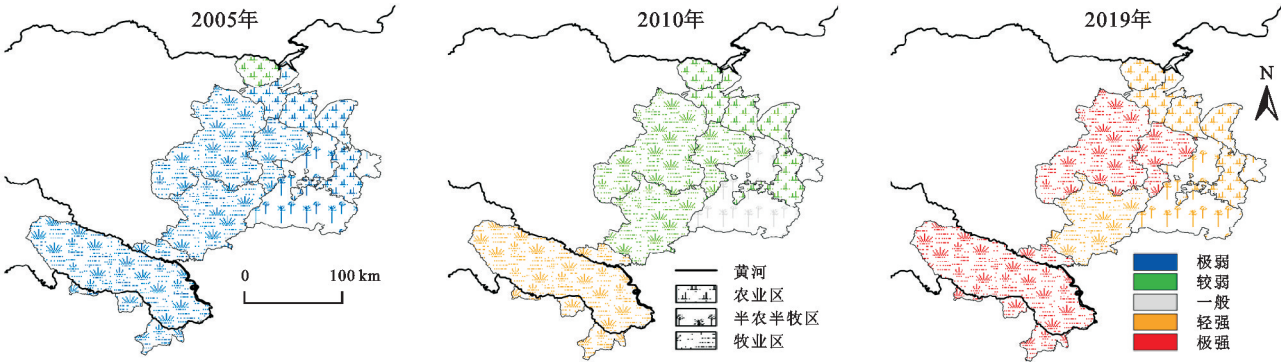 2005年
2010年
2019年
N
0 100 km
黄河
农业区
半农半牧区
牧业区
极弱
较弱
一般
轻强
极强